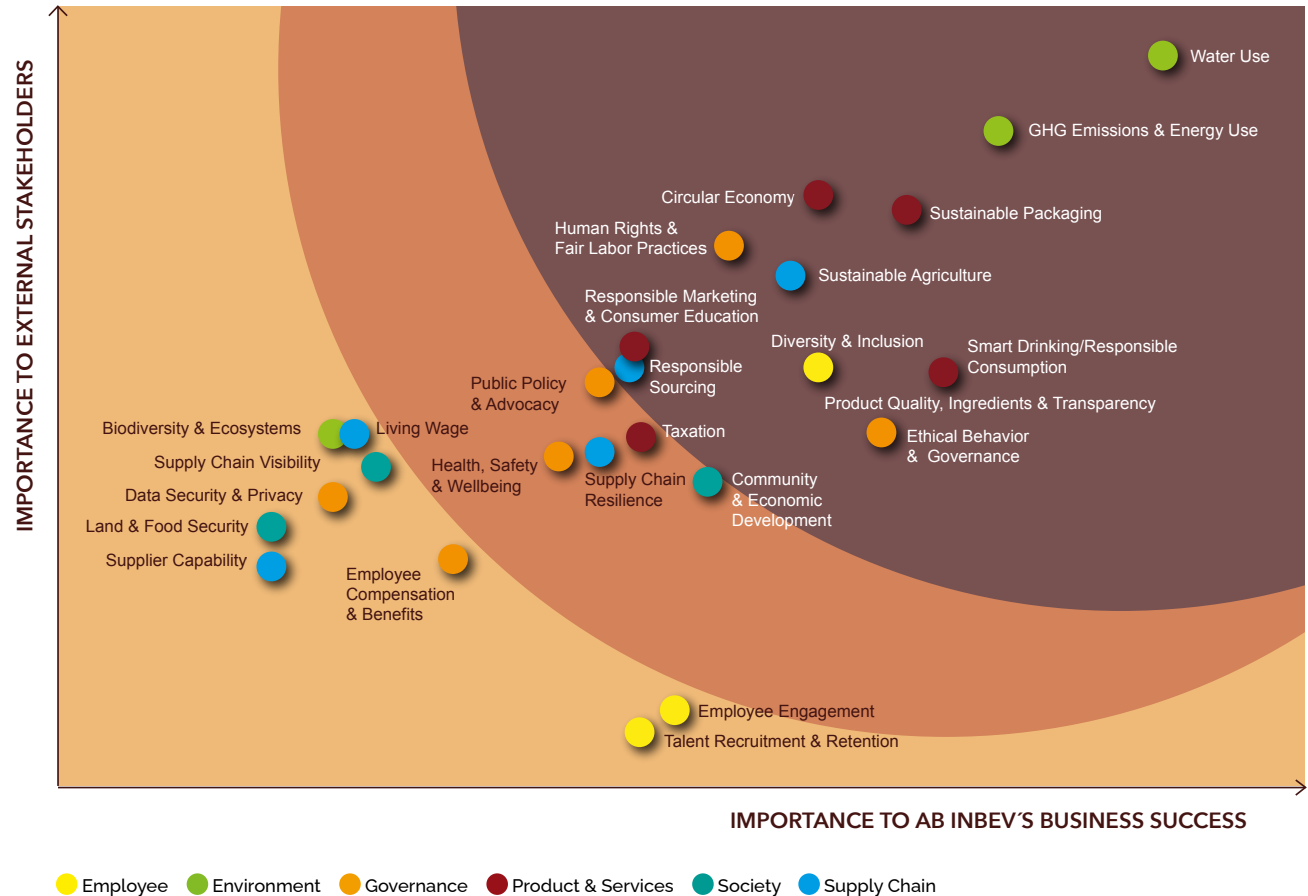 IMPORTANCE TO EXTERNAL STAKEHOLDERS
Water Use
GHG Emissions & Energy Use
Circular Economy
Sustainable Packaging
Human Rights &
Fair Labor Practices
Sustainable Agriculture
Responsible Marketing
& Consumer Education
Diversity & Inclusion
Smart Drinking/Responsible
Consumption
Responsible
Sourcing
Public Policy
& Advocacy
Product Quality, Ingredients & Transparency
Biodiversity & Ecosystems
Living Wage
Taxation
Ethical Behavior
& Governance
Supply Chain Visibility
Health, Safety
& Wellbeing
Supply Chain
Resilience
Community
& Economic
Development
Data Security & Privacy
Land & Food Security
Supplier Capability
Employee
Compensation
& Benefits
Employee Engagement
Talent Recruitment & Retention
IMPORTANCE TO AB INBEV´S BUSINESS SUCCESS
Employee Environment Governance Product & Services Society Supply Chain